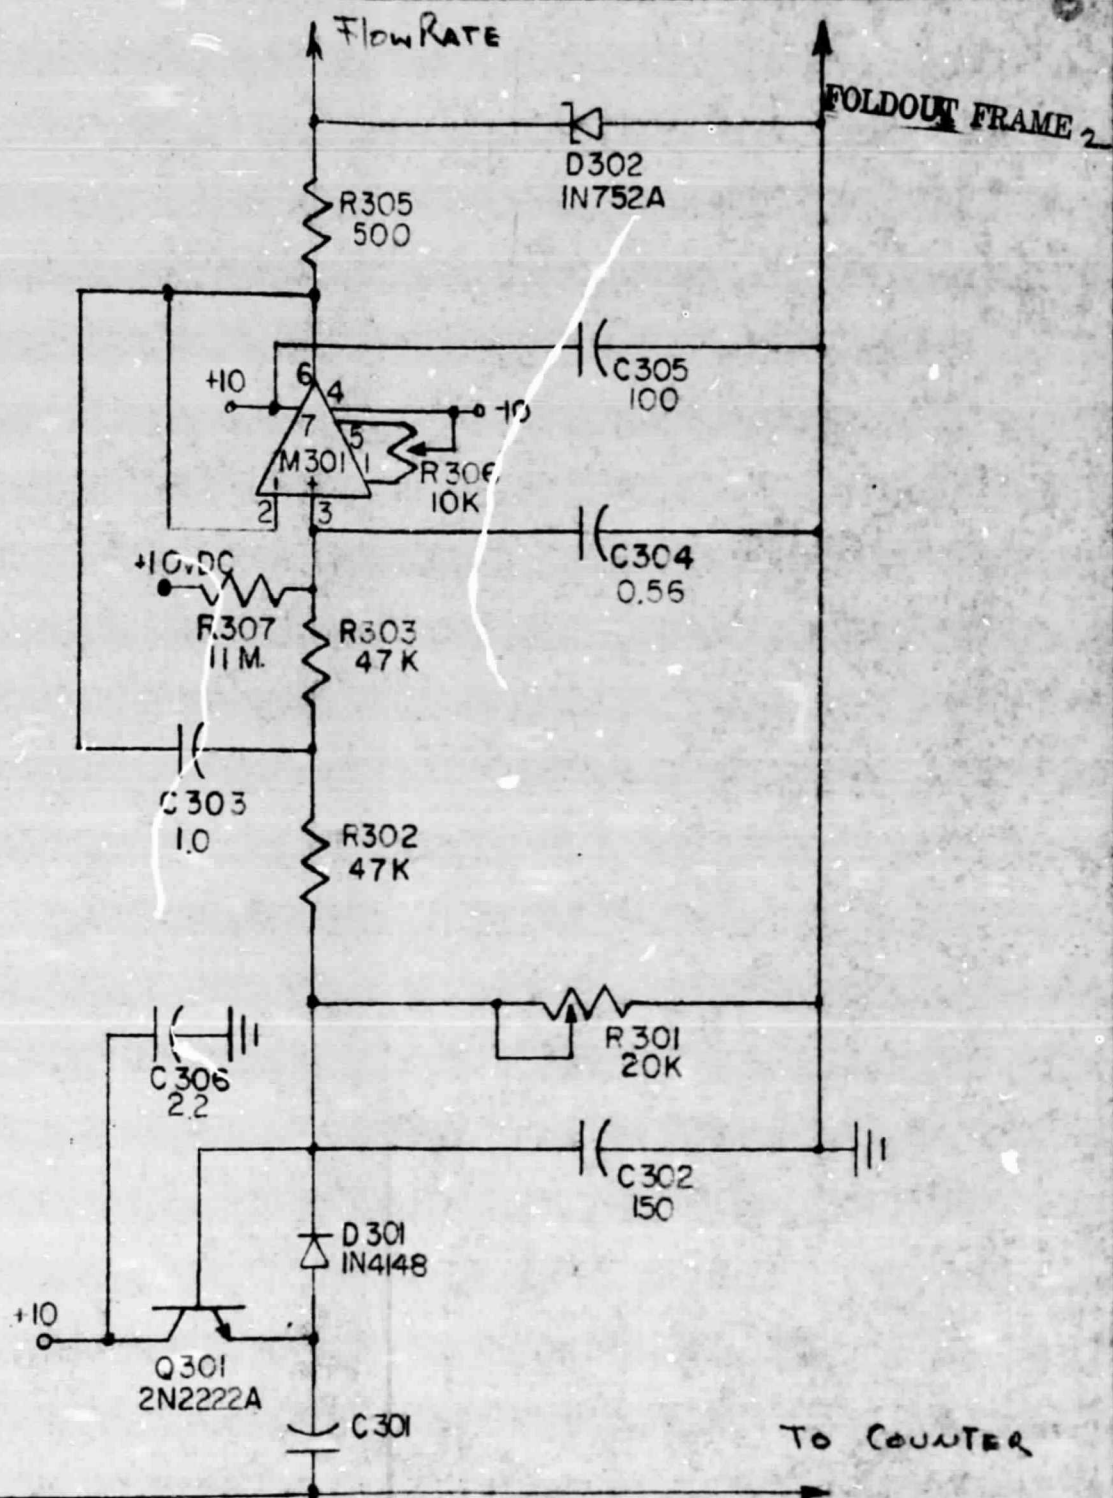 Flow RATE
FOLDOUT FRAME 2
D302
1N752A
R305
500
C305
100
+10
6
4
-10
7
5
M301
1
R306
10K
-
+
2
3
C304
0.56
+10VDC
R307
11 M.
R303
47K
C303
1.0
R302
47K
R301
20K
C306
2.2
C302
150
D301
1N4148
+10
Q301
2N2222A
C301
TO COUNTER